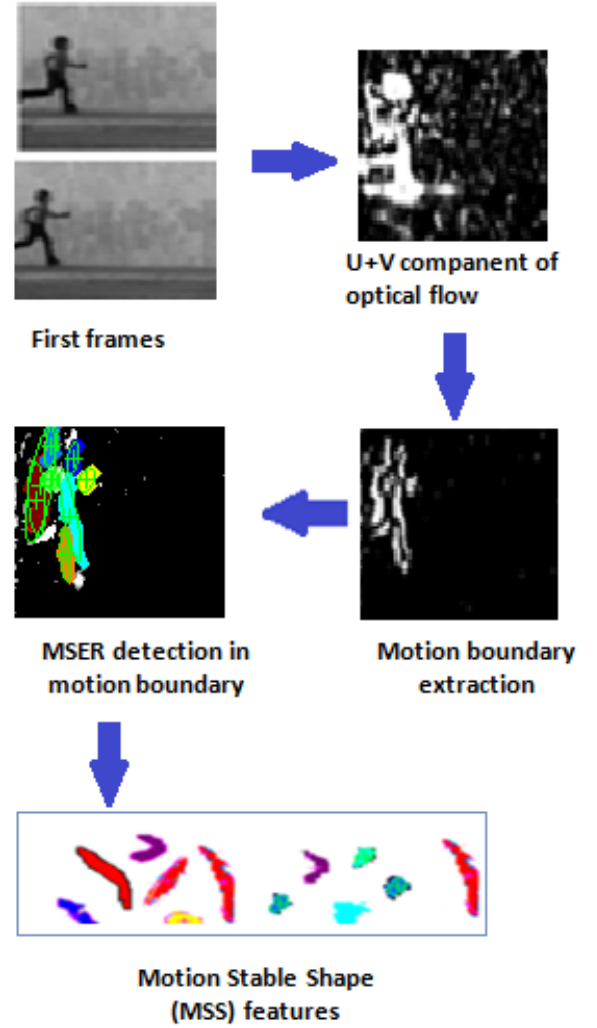 First frames
U+V companent of
optical flow
Motion boundary
extraction
MSER detection in
motion boundary
Motion Stable Shape
(MSS) features